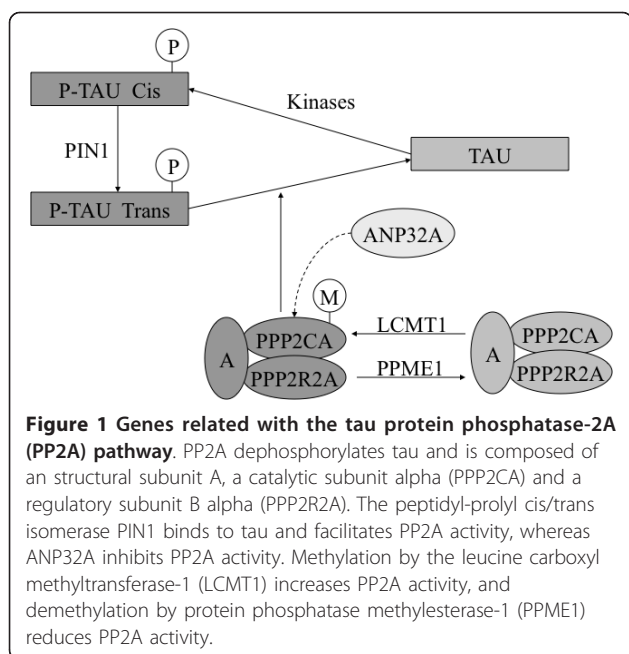 P
P-TAU Cis
Kinases
PIN1
TAU
P
P-TAU Trans
ANP32A
M
PPP2CA
LCMT1
PPP2CA
A
A
PPP2R2A
PPME1
PPP2R2A
Figure 1 Genes related with the tau protein phosphatase-2A
(PP2A) pathway. PP2A dephosphorylates tau and is composed of
an structural subunit A, a catalytic subunit alpha (PPP2CA) and a
regulatory subunit B alpha (PPP2R2A). The peptidyl-prolyl cis/trans
isomerase PIN1 binds to tau and facilitates PP2A activity, whereas
ANP32A inhibits PP2A activity. Methylation by the leucine carboxyl
methyltransferase-1 (LCMT1) increases PP2A activity, and
demethylation by protein phosphatase methylesterase-1 (PPME1)
reduces PP2A activity.